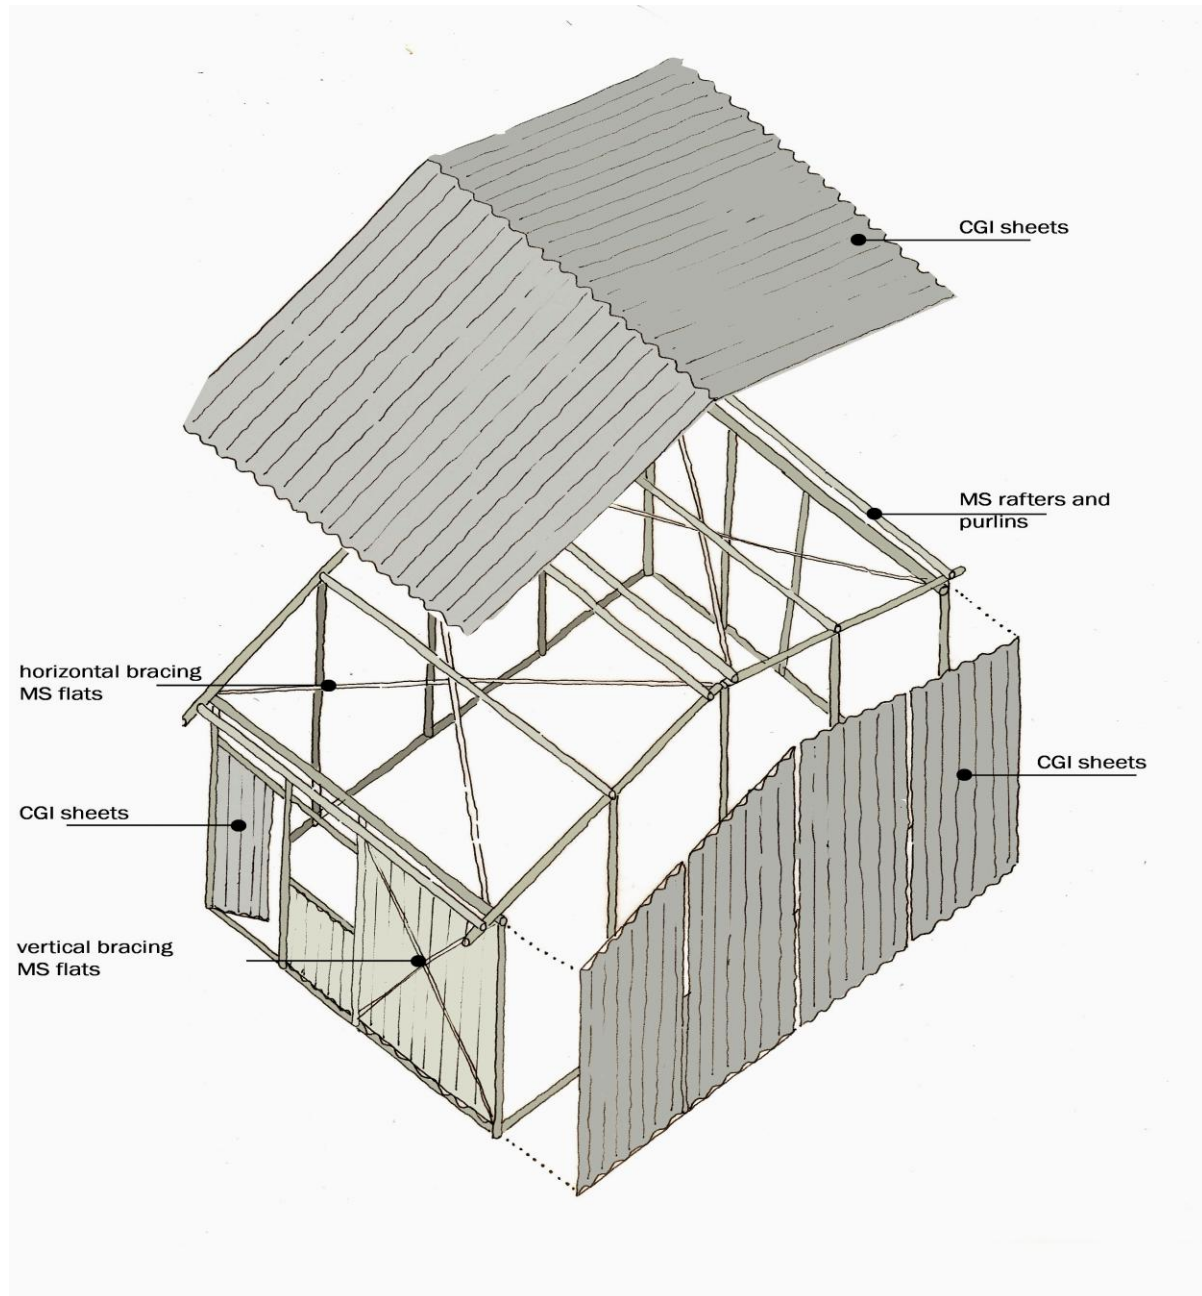 CGI sheets
MS rafters and
purlins
horizontal bracing
MS flats
CGI sheets
CGI sheets
vertical bracing
MS flats